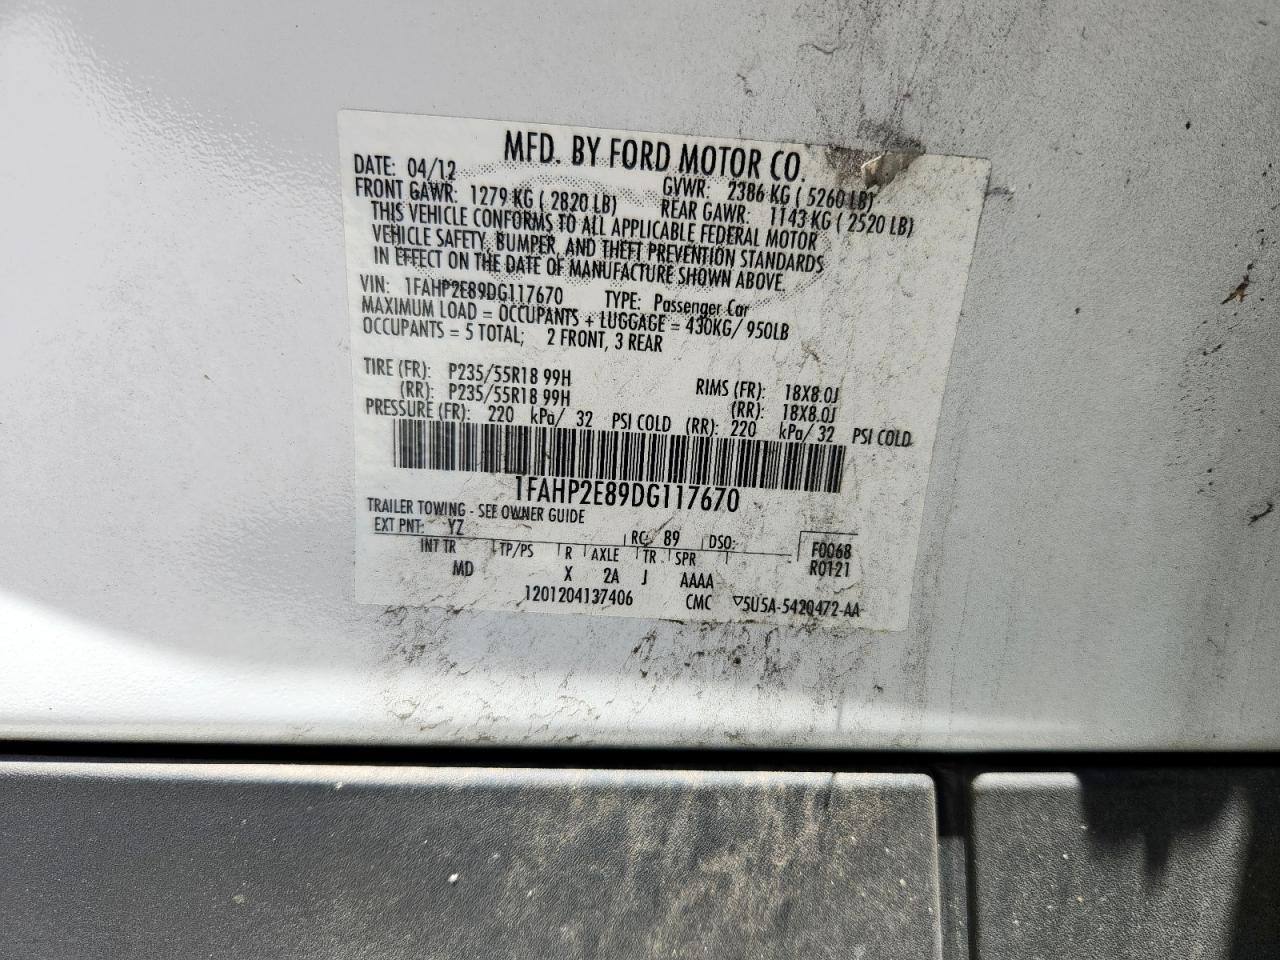 MFD. BY FORD MOTOR CO.
DATE: 04/12 GVWR: 2386 KG ( 5260 LB)
FRONT GAWR: 1279 KG ( 2820 LB) REAR GAWR: 1143 KG ( 2520 LB)
THIS VEHICLE CONFORMS TO ALL APPLICABLE FEDERAL MOTOR
VEHICLE SAFETY, BUMPER, AND THEFT PREVENTION STANDARDS
IN EFFECT ON THE DATE OF MANUFACTURE SHOWN ABOVE.
VIN: 1FAHP2E89DG117670 TYPE: Passenger Car
MAXIMUM LOAD = OCCUPANTS + LUGGAGE = 430KG/ 950LB
OCCUPANTS = 5 TOTAL; 2 FRONT, 3 REAR
TIRE (FR): P235/55R18 99H RIMS (FR): 18X8.0J
(RR): P235/55R18 99H (RR): 18X8.0J
PRESSURE (FR): 220 kPa/ 32 PSI COLD (RR): 220 kPa/ 32 PSI COLD
1FAHP2E89DG117670
TRAILER TOWING - SEE OWNER GUIDE
EXT PNT: YZ RC: 89 DSO: F0068
INT TR TP/PS R AXLE TR SPR R0121
MD X 2A J AAAA
1201204137406 CMC ▽5U5A-5420472-AA